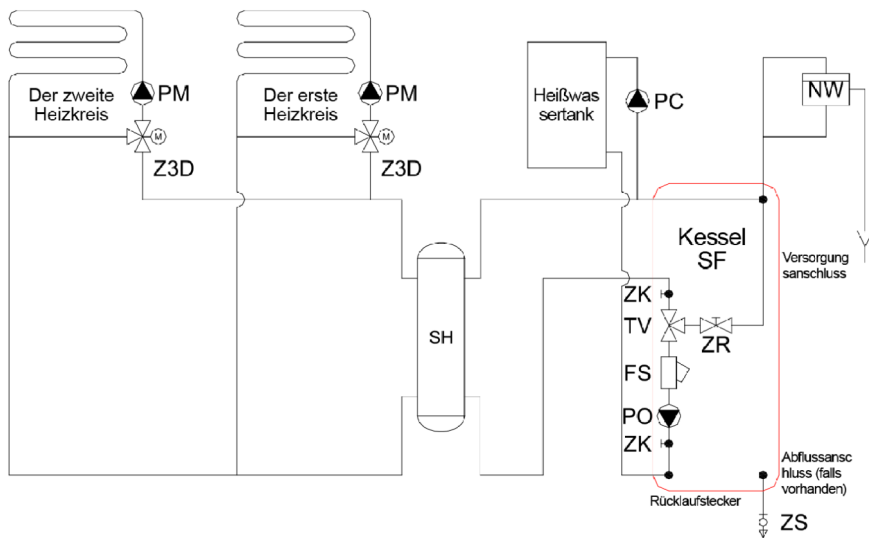 Der zweite
Heizkreis
PM
M
Z3D
Der erste
Heizkreis
PM
M
Z3D
Heißwas
sertank
PC
NW
Kessel
SF
Versorgung
sanschluss
ZK
TV
ZR
SH
FS
PO
ZK
Rücklaufstecker
Abflussansc
hluss (falls
vorhanden)
ZS